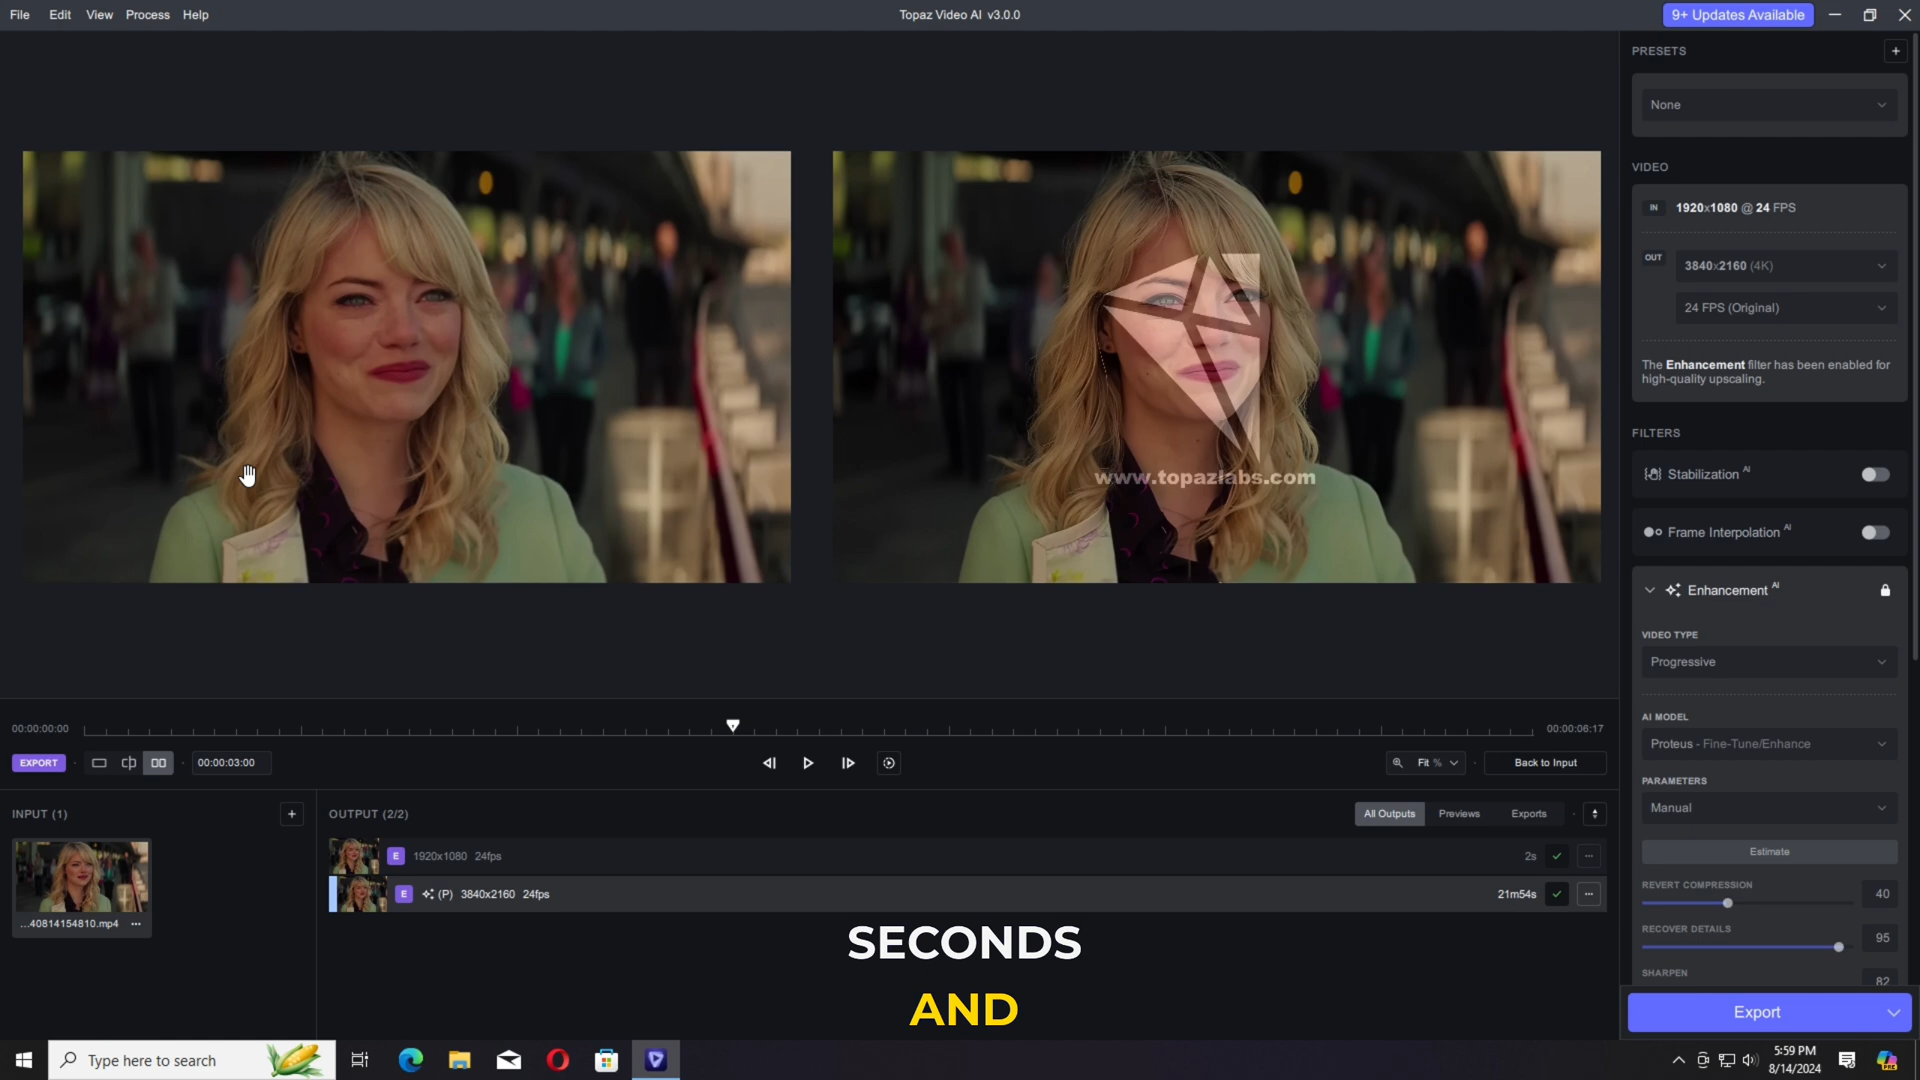 File Edit View Process Help
Topaz Video AI v3.0.0
9+ Updates Available
PRESETS
None
VIDEO
IN 1920x1080 @ 24 FPS
OUT 3840x2160 (4K)
24 FPS (Original)
The Enhancement filter has been enabled for
high-quality upscaling.
FILTERS
Stabilization AI
Frame Interpolation AI
Enhancement AI
VIDEO TYPE
Progressive
AI MODEL
Proteus - Fine-Tune/Enhance
PARAMETERS
Manual
Estimate
REVERT COMPRESSION 40
RECOVER DETAILS 95
SHARPEN 82
Export
www.topazlabs.com
00:00:00:00
00:00:06:17
EXPORT
00:00:03:00
Fit %
Back to Input
INPUT (1)
...40814154810.mp4
OUTPUT (2/2)
All Outputs Previews Exports
E 1920x1080 24fps 2s
E (P) 3840x2160 24fps 21m54s
SECONDS
AND
Type here to search
5:59 PM
8/14/2024
PRE